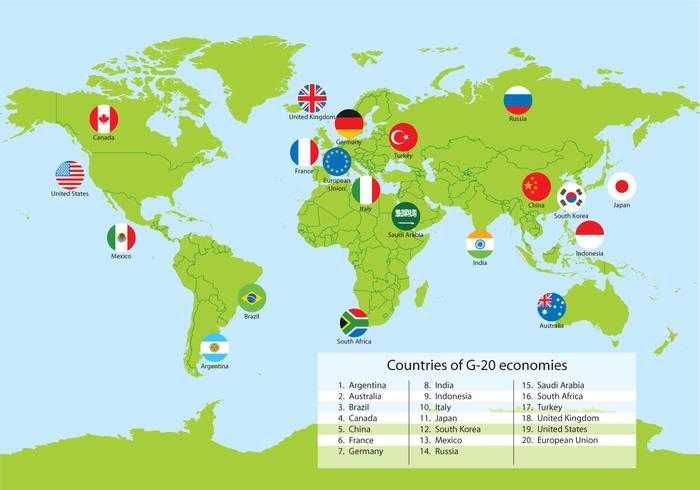 United Kingdom
Russia
Canada
Germany
Turkey
France
European
Union
United States
Italy
China
South Korea
Japan
Saudi Arabia
Mexico
India
Indonesia
Brazil
Australia
South Africa
Argentina
Countries of G-20 economies
1. Argentina
2. Australia
3. Brazil
4. Canada
5. China
6. France
7. Germany
8. India
9. Indonesia
10. Italy
11. Japan
12. South Korea
13. Mexico
14. Russia
15. Saudi Arabia
16. South Africa
17. Turkey
18. United Kingdom
19. United States
20. European Union